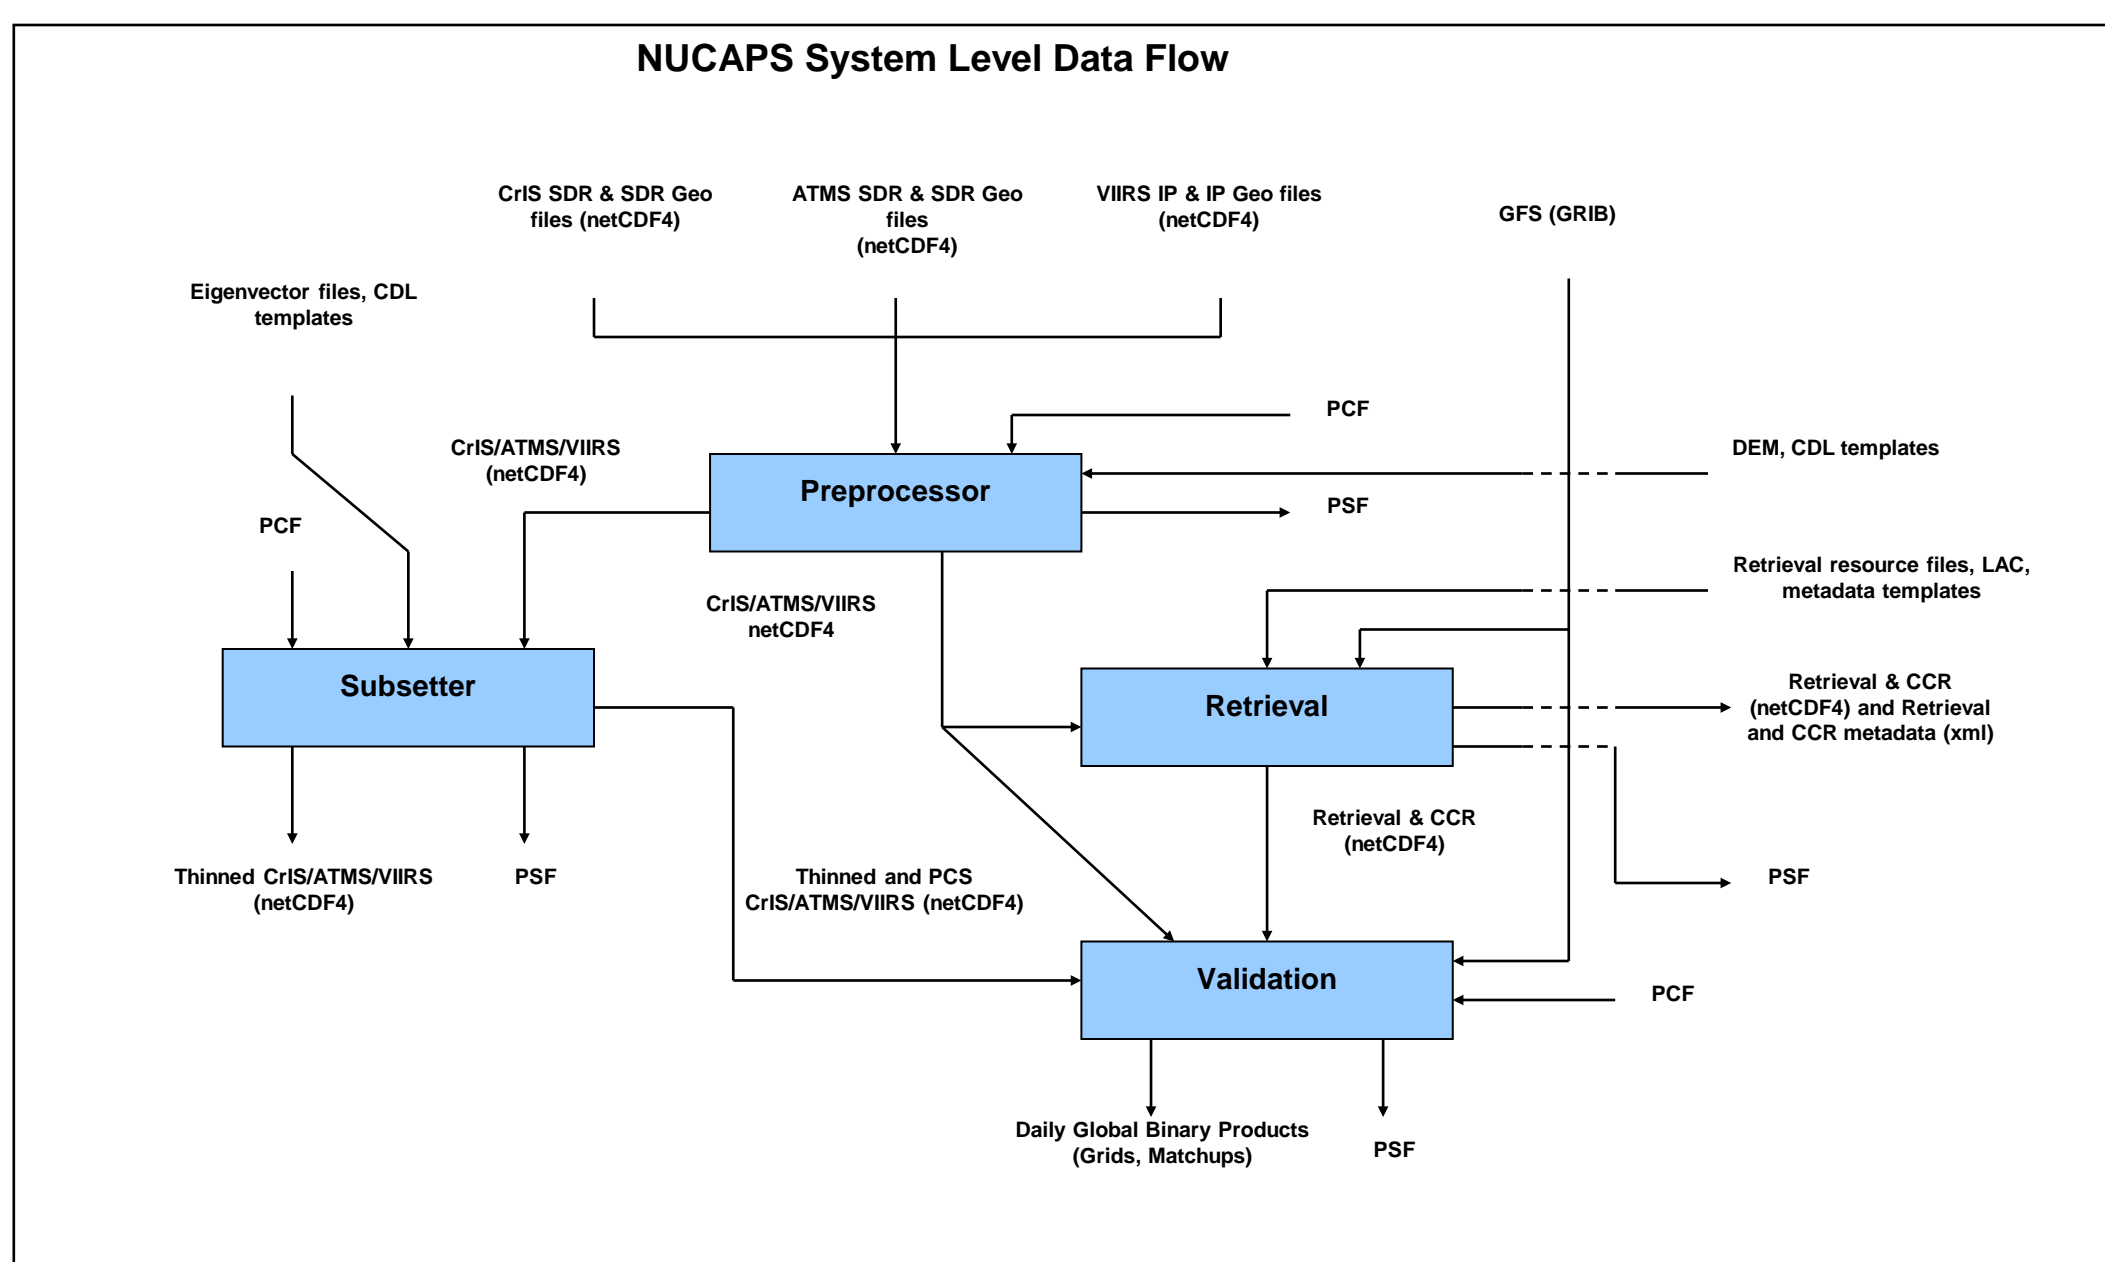 NUCAPS System Level Data Flow
CrIS SDR & SDR Geo
files (netCDF4)
ATMS SDR & SDR Geo
files
(netCDF4)
VIIRS IP & IP Geo files
(netCDF4)
GFS (GRIB)
Eigenvector files, CDL
templates
PCF
CrIS/ATMS/VIIRS
(netCDF4)
DEM, CDL templates
Preprocessor
PSF
PCF
Retrieval resource files, LAC,
metadata templates
CrIS/ATMS/VIIRS
netCDF4
Subsetter
Retrieval
Retrieval & CCR
(netCDF4) and Retrieval
and CCR metadata (xml)
Retrieval & CCR
(netCDF4)
Thinned CrIS/ATMS/VIIRS
(netCDF4)
PSF
Thinned and PCS
CrIS/ATMS/VIIRS (netCDF4)
PSF
Validation
PCF
Daily Global Binary Products
(Grids, Matchups)
PSF